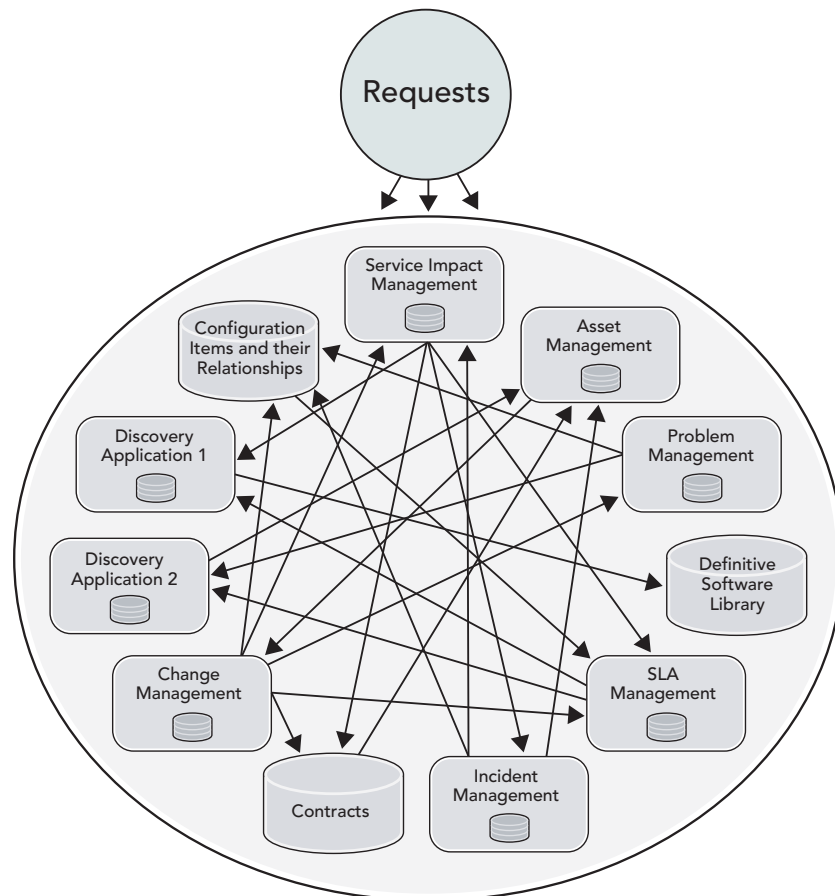 Requests
Service Impact
Management
Configuration
Items and their
Relationships
Asset
Management
Discovery
Application 1
Problem
Management
Discovery
Application 2
Definitive
Software
Library
Change
Management
SLA
Management
Contracts
Incident
Management